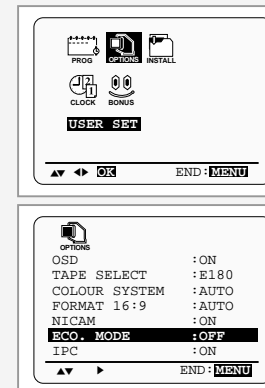 PROG OPTIONS INSTALL
CLOCK BONUS
USER SET
▲▼ ◀▶ OK END:MENU
OPTIONS
OSD :ON
TAPE SELECT :E180
COLOUR SYSTEM :AUTO
FORMAT 16:9 :AUTO
NICAM :ON
ECO. MODE :OFF
IPC :ON
▲▼ ▶ END:MENU